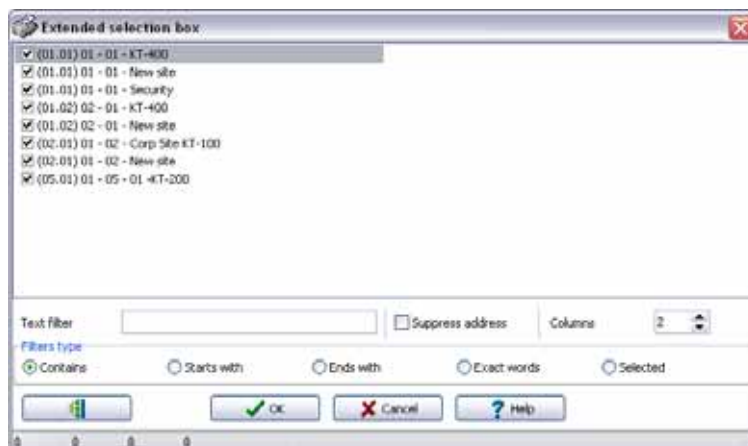 Extended selection box
(01.01) 01 - 01 - KT-400
(01.01) 01 - 01 - New site
(01.01) 01 - 01 - Security
(01.02) 02 - 01 - KT-400
(01.02) 02 - 01 - New site
(02.01) 01 - 02 - Corp Site KT-100
(02.01) 01 - 02 - New site
(05.01) 01 - 05 - 01 -KT-200
Text filter
Suppress address
Columns
2
Filters type
Contains
Starts with
Ends with
Exact words
Selected
OK
Cancel
Help
0 0 0 0